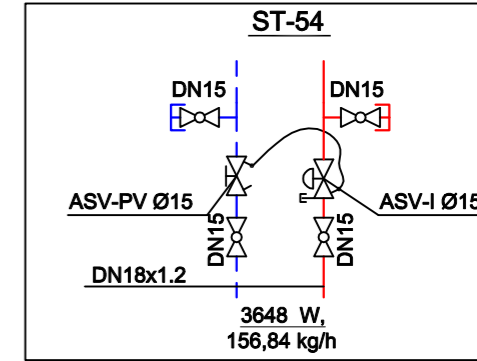 ST-54
DN15 DN15
ASV-PV Ø15 ASV-I Ø15
DN15 DN15
DN18x1.2
3648 W,
156,84 kg/h